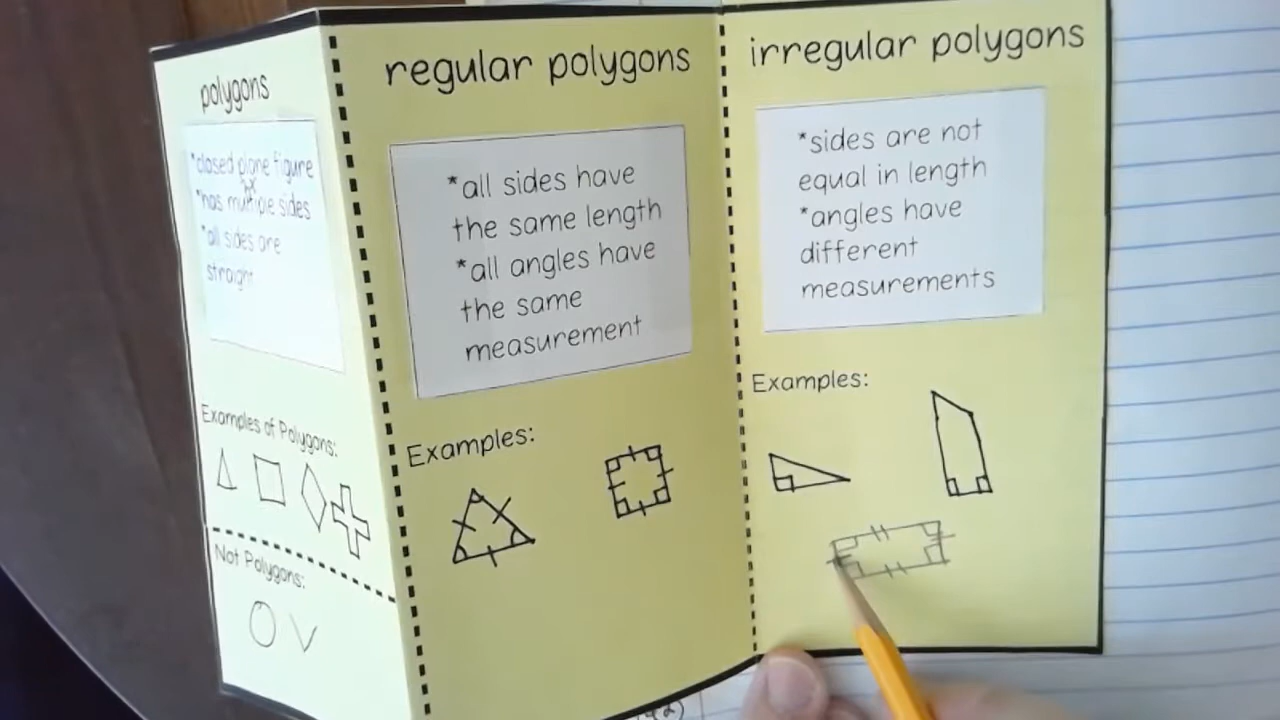 polygons
*closed plane figure
*has multiple sides
*all sides are
straight
Examples of Polygons:
Not Polygons:
regular polygons
*all sides have
the same length
*all angles have
the same
measurement
Examples:
irregular polygons
*sides are not
equal in length
*angles have
different
measurements
Examples: